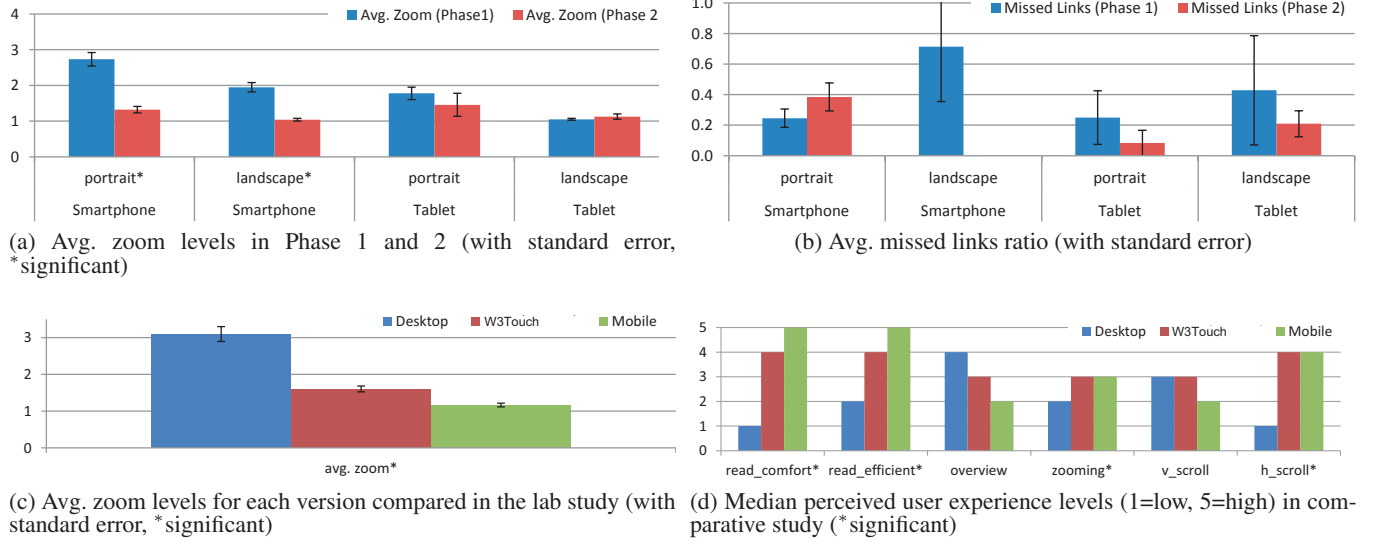 Avg. Zoom (Phase1) Avg. Zoom (Phase 2
4
3
2
1
0
portrait* landscape* portrait landscape
Smartphone Smartphone Tablet Tablet
(a) Avg. zoom levels in Phase 1 and 2 (with standard error,
*significant)
Missed Links (Phase 1) Missed Links (Phase 2)
1.0
0.8
0.6
0.4
0.2
0.0
portrait landscape portrait landscape
Smartphone Smartphone Tablet Tablet
(b) Avg. missed links ratio (with standard error)
Desktop W3Touch Mobile
3
2
1
0
avg. zoom*
(c) Avg. zoom levels for each version compared in the lab study (with
standard error, *significant)
Desktop W3Touch Mobile
5
4
3
2
1
0
read_comfort* read_efficient* overview zooming* v_scroll h_scroll*
(d) Median perceived user experience levels (1=low, 5=high) in com-
parative study (*significant)